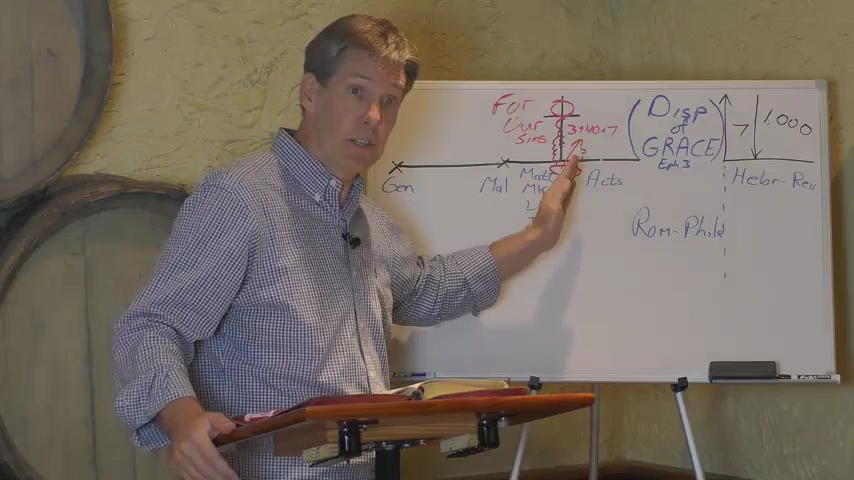 For
Our
Sins
3+40+7
(Disp
of
GRACE)
Eph 3
7
1,000
Gen
Mal
Matt
MK
L
Acts
Hebr-Rev
Rom-Phile